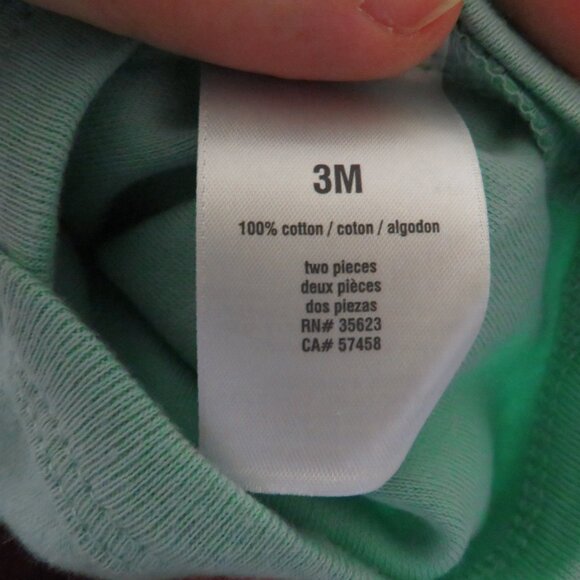 3M
100% cotton / coton / algodon
two pieces
deux pièces
dos piezas
RN# 35623
CA# 57458